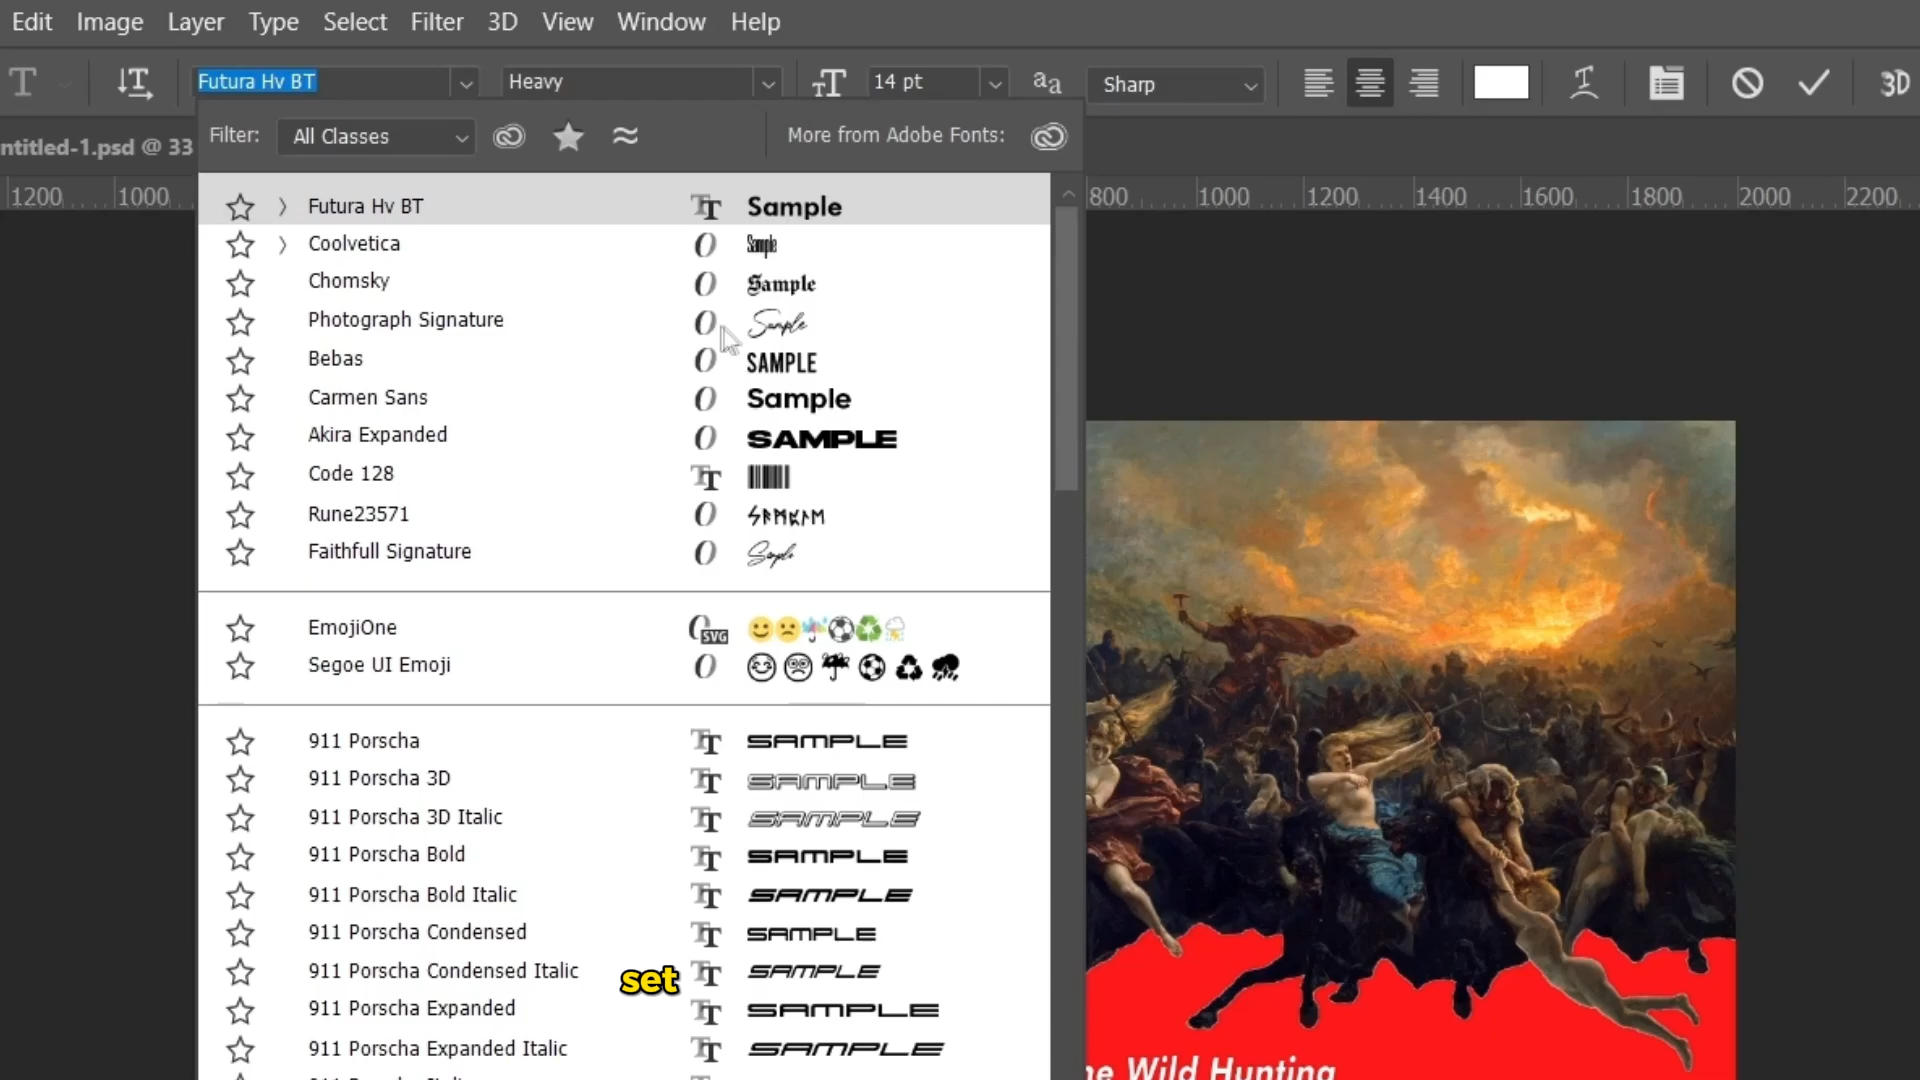 Edit Image Layer Type Select Filter 3D View Window Help
Futura Hv BT Heavy 14 pt aa Sharp 3D
Filter: All Classes More from Adobe Fonts:
ntitled-1.psd @ 33
1200 1000 800 1000 1200 1400 1600 1800 2000 2200
Futura Hv BT Sample
Coolvetica Sample
Chomsky Sample
Photograph Signature Sample
Bebas SAMPLE
Carmen Sans Sample
Akira Expanded SAMPLE
Code 128
Rune23571
Faithfull Signature Sample
EmojiOne SVG
Segoe UI Emoji
911 Porscha SAMPLE
911 Porscha 3D SAMPLE
911 Porscha 3D Italic SAMPLE
911 Porscha Bold SAMPLE
911 Porscha Bold Italic SAMPLE
911 Porscha Condensed SAMPLE
911 Porscha Condensed Italic SAMPLE
set
911 Porscha Expanded SAMPLE
911 Porscha Expanded Italic SAMPLE
he Wild Hunting